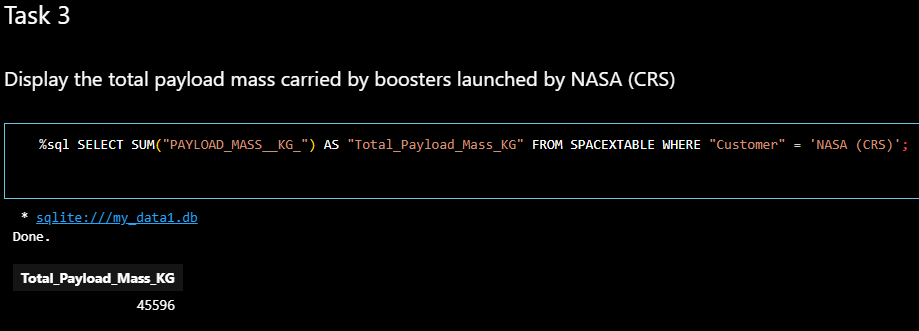 Task 3
Display the total payload mass carried by boosters launched by NASA (CRS)
%sql SELECT SUM("PAYLOAD_MASS__KG_") AS "Total_Payload_Mass_KG" FROM SPACEXTABLE WHERE "Customer" = 'NASA (CRS)';
* sqlite:///my_data1.db
Done.
Total_Payload_Mass_KG
45596